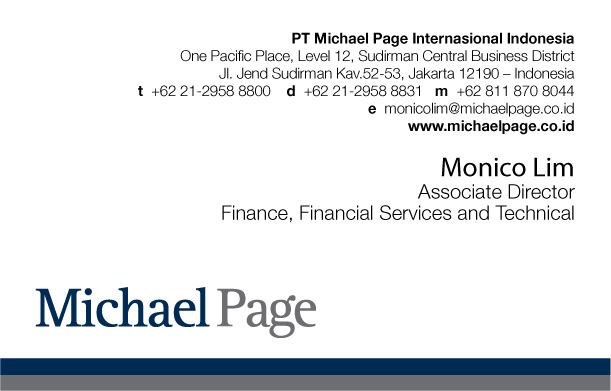 PT Michael Page Internasional Indonesia
One Pacific Place, Level 12, Sudirman Central Business District
Jl. Jend Sudirman Kav.52-53, Jakarta 12190 – Indonesia
t +62 21-2958 8800 d +62 21-2958 8831 m +62 811 870 8044
e monicolim@michaelpage.co.id
www.michaelpage.co.id
Monico Lim
Associate Director
Finance, Financial Services and Technical
Michael Page